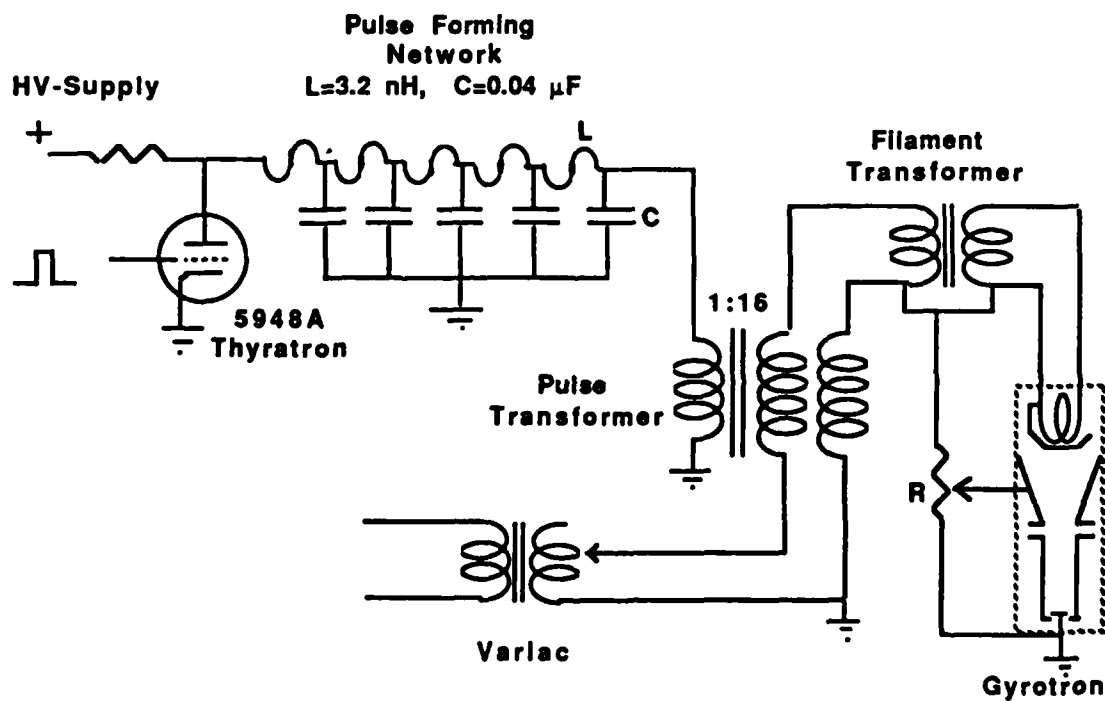 Pulse Forming
Network
L=3.2 nH, C=0.04 μF
HV-Supply
+
L
Filament
Transformer
C
5948A
Thyratron
1:16
Pulse
Transformer
R
Variac
Gyrotron